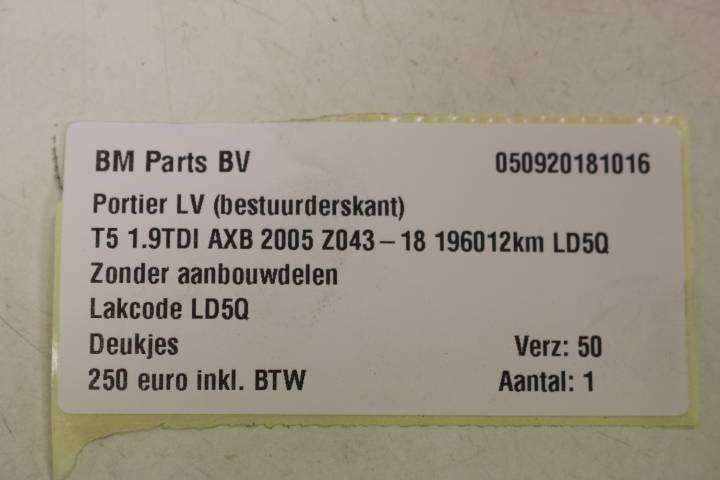 BM Parts BV 050920181016
Portier LV (bestuurderskant)
T5 1.9TDI AXB 2005 Z043-18 196012km LD5Q
Zonder aanbouwdelen
Lakcode LD5Q
Deukjes Verz: 50
250 euro inkl. BTW Aantal: 1